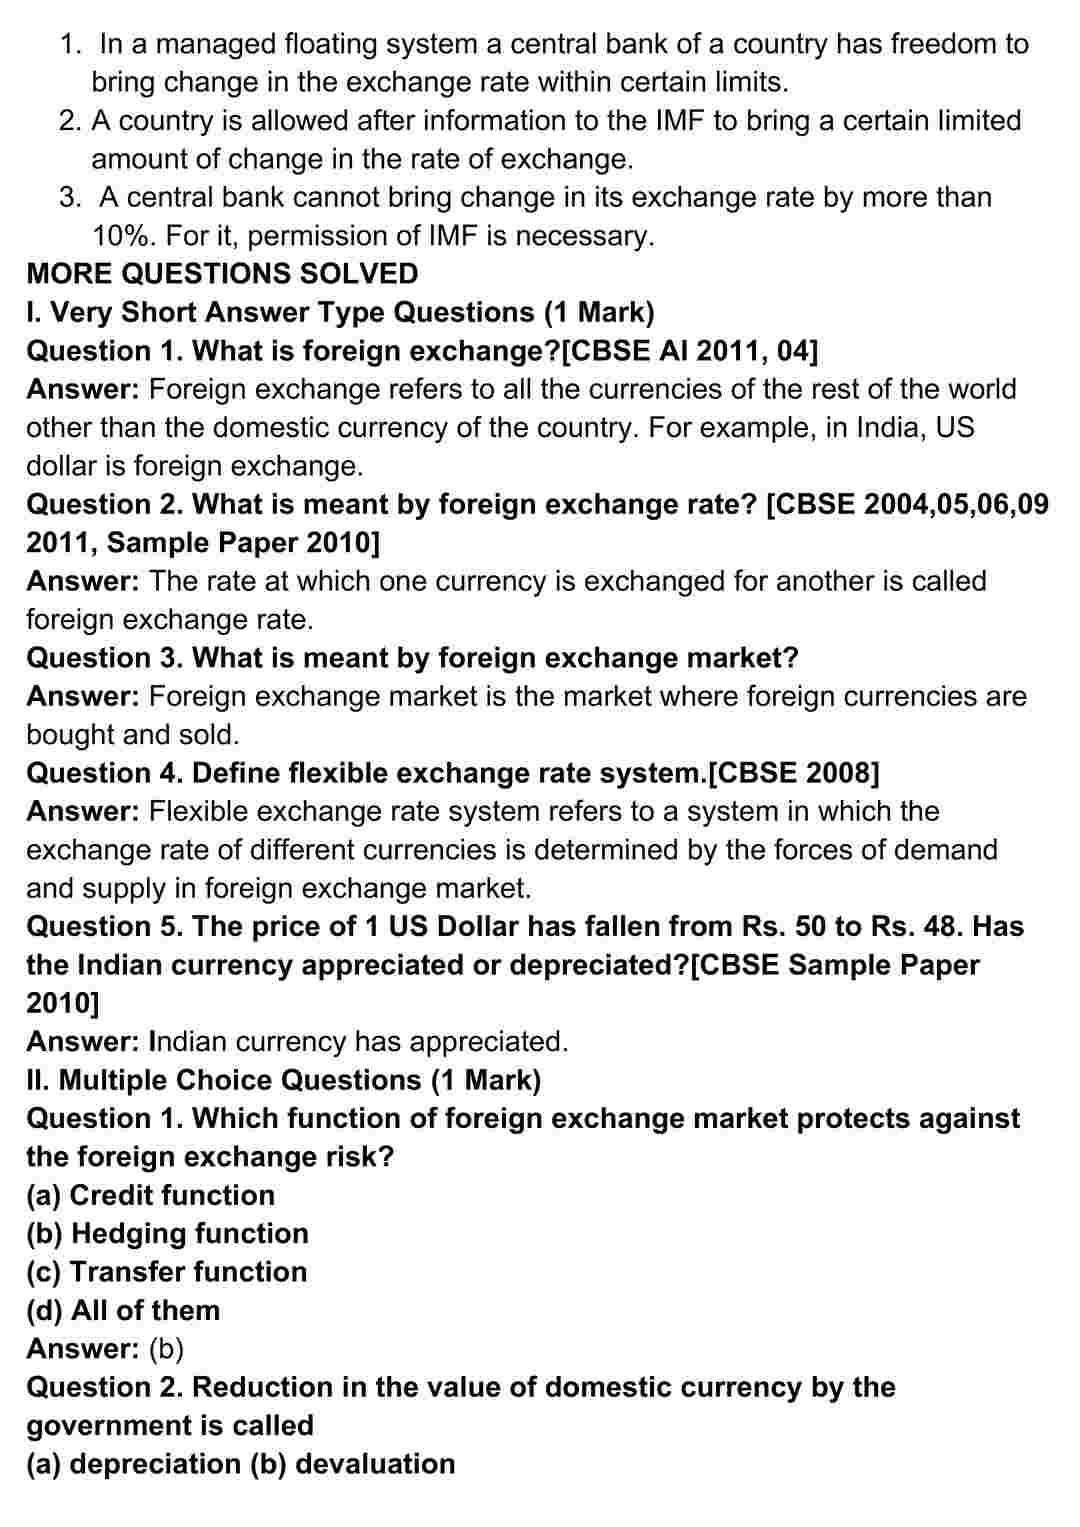 1. In a managed floating system a central bank of a country has freedom to
bring change in the exchange rate within certain limits.
2. A country is allowed after information to the IMF to bring a certain limited
amount of change in the rate of exchange.
3. A central bank cannot bring change in its exchange rate by more than
10%. For it, permission of IMF is necessary.
MORE QUESTIONS SOLVED
I. Very Short Answer Type Questions (1 Mark)
Question 1. What is foreign exchange?[CBSE AI 2011, 04]
Answer: Foreign exchange refers to all the currencies of the rest of the world
other than the domestic currency of the country. For example, in India, US
dollar is foreign exchange.
Question 2. What is meant by foreign exchange rate? [CBSE 2004,05,06,09
2011, Sample Paper 2010]
Answer: The rate at which one currency is exchanged for another is called
foreign exchange rate.
Question 3. What is meant by foreign exchange market?
Answer: Foreign exchange market is the market where foreign currencies are
bought and sold.
Question 4. Define flexible exchange rate system.[CBSE 2008]
Answer: Flexible exchange rate system refers to a system in which the
exchange rate of different currencies is determined by the forces of demand
and supply in foreign exchange market.
Question 5. The price of 1 US Dollar has fallen from Rs. 50 to Rs. 48. Has
the Indian currency appreciated or depreciated?[CBSE Sample Paper
2010]
Answer: Indian currency has appreciated.
II. Multiple Choice Questions (1 Mark)
Question 1. Which function of foreign exchange market protects against
the foreign exchange risk?
(a) Credit function
(b) Hedging function
(c) Transfer function
(d) All of them
Answer: (b)
Question 2. Reduction in the value of domestic currency by the
government is called
(a) depreciation (b) devaluation